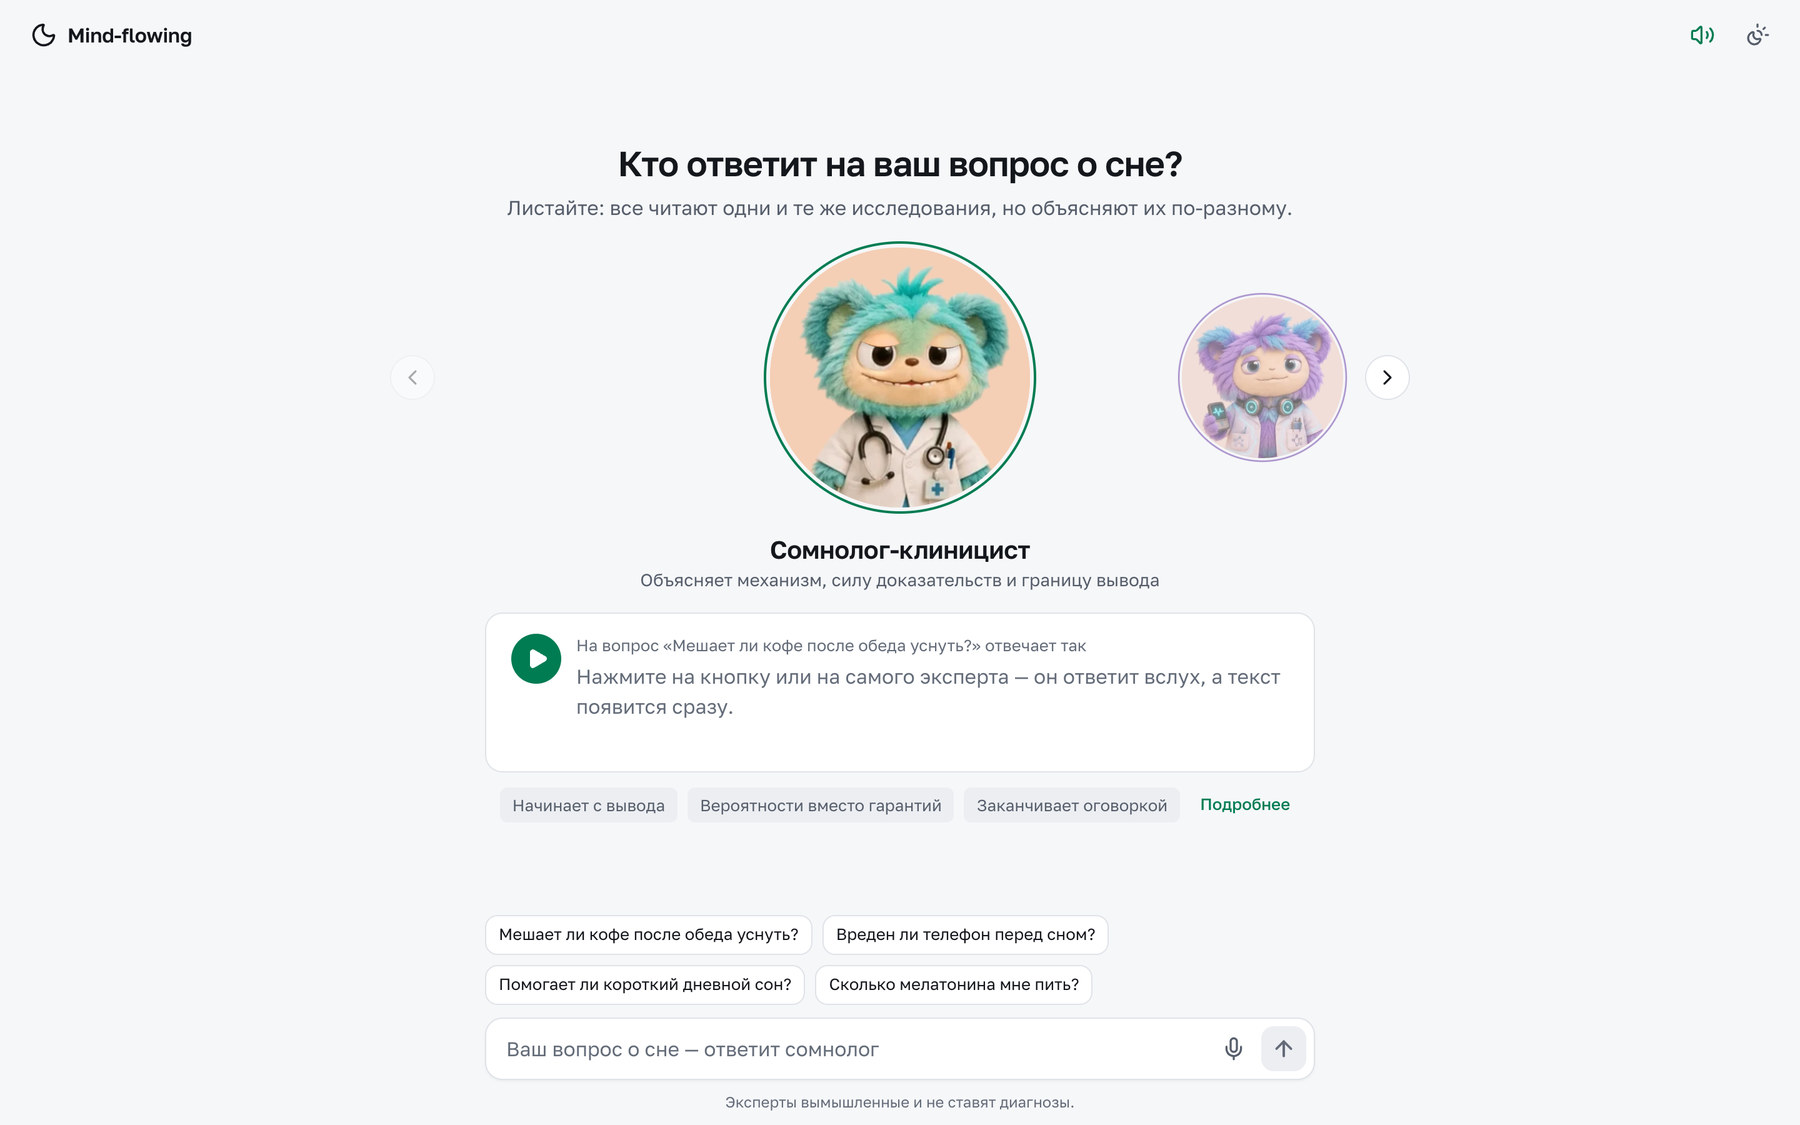 Mind-flowing
Кто ответит на ваш вопрос о сне?
Листайте: все читают одни и те же исследования, но объясняют их по-разному.
Сомнолог-клиницист
Объясняет механизм, силу доказательств и границу вывода
На вопрос «Мешает ли кофе после обеда уснуть?» отвечает так
Нажмите на кнопку или на самого эксперта — он ответит вслух, а текст
появится сразу.
Начинает с вывода
Вероятности вместо гарантий
Заканчивает оговоркой
Подробнее
Мешает ли кофе после обеда уснуть?
Вреден ли телефон перед сном?
Помогает ли короткий дневной сон?
Сколько мелатонина мне пить?
Ваш вопрос о сне — ответит сомнолог
Эксперты вымышленные и не ставят диагнозы.